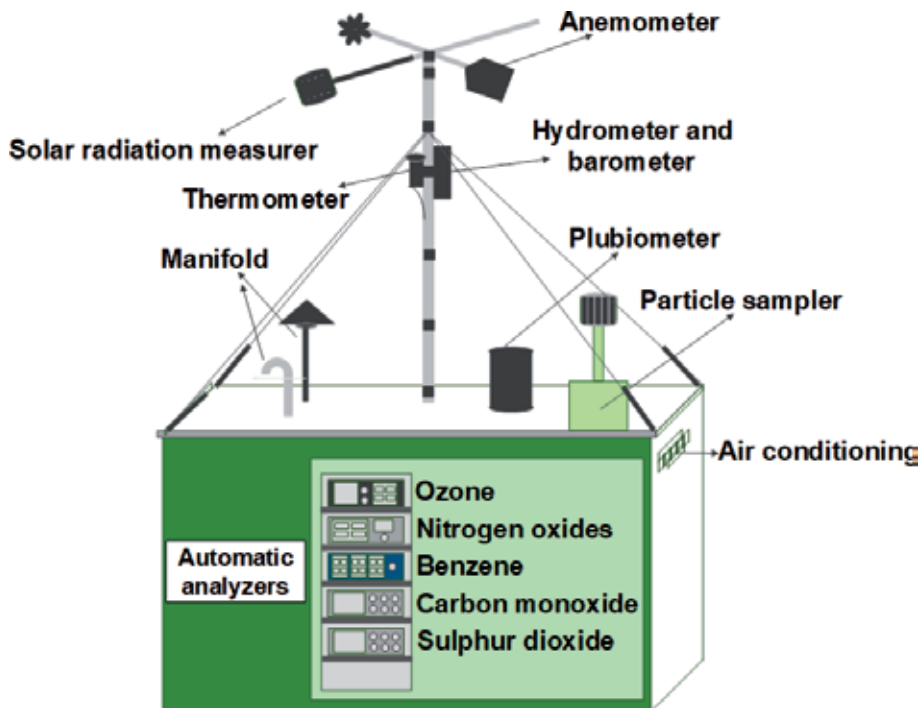 Anemometer
Solar radiation measurer
Hydrometer and
barometer
Thermometer
Plubiometer
Manifold
Particle sampler
Air conditioning
Ozone
Nitrogen oxides
Automatic
analyzers
Benzene
Carbon monoxide
Sulphur dioxide